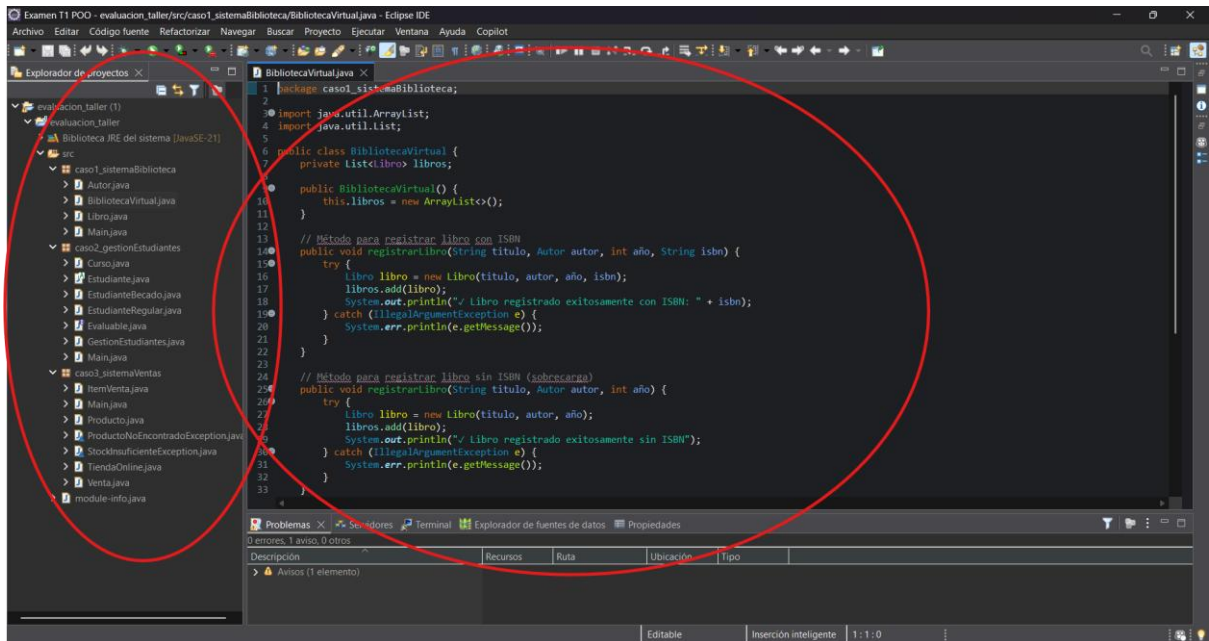 Examen T1 POO - evaluacion_taller/src/caso1_sistemaBiblioteca/BibliotecaVirtual.java - Eclipse IDE
Archivo Editar Código fuente Refactorizar Navegar Buscar Proyecto Ejecutar Ventana Ayuda Copilot
Explorador de proyectos
evaluacion_taller (1)
evaluacion_taller
Biblioteca JRE del sistema [JavaSE-21]
src
caso1_sistemaBiblioteca
Autor.java
BibliotecaVirtual.java
Libro.java
Main.java
caso2_gestionEstudiantes
Curso.java
Estudiante.java
EstudianteBecado.java
EstudianteRegular.java
Evaluable.java
GestionEstudiantes.java
Main.java
caso3_sistemaVentas
ItemVenta.java
Main.java
Producto.java
ProductoNoEncontradoException.java
StockInsuficienteException.java
TiendaOnline.java
Venta.java
module-info.java
BibliotecaVirtual.java
1 package caso1_sistemaBiblioteca;
2
3 import java.util.ArrayList;
4 import java.util.List;
5
6 public class BibliotecaVirtual {
7 private List<Libro> libros;
public BibliotecaVirtual() {
10 this.libros = new ArrayList<>();
11 }
12
13 // Método para registrar libro con ISBN
14 public void registrarLibro(String titulo, Autor autor, int año, String isbn) {
15 try {
16 Libro libro = new Libro(titulo, autor, año, isbn);
17 libros.add(libro);
18 System.out.println("✓ Libro registrado exitosamente con ISBN: " + isbn);
19 } catch (IllegalArgumentException e) {
20 System.err.println(e.getMessage());
21 }
22 }
23
24 // Método para registrar libro sin ISBN (sobrecarga)
25 public void registrarLibro(String titulo, Autor autor, int año) {
26 try {
27 Libro libro = new Libro(titulo, autor, año);
28 libros.add(libro);
29 System.out.println("✓ Libro registrado exitosamente sin ISBN");
30 } catch (IllegalArgumentException e) {
31 System.err.println(e.getMessage());
32 }
33 }
Problemas Servidores Terminal Explorador de fuentes de datos Propiedades
0 errores, 1 aviso, 0 otros
Descripción Recursos Ruta Ubicación Tipo
Avisos (1 elemento)
Editable Inserción inteligente 1 : 1 : 0